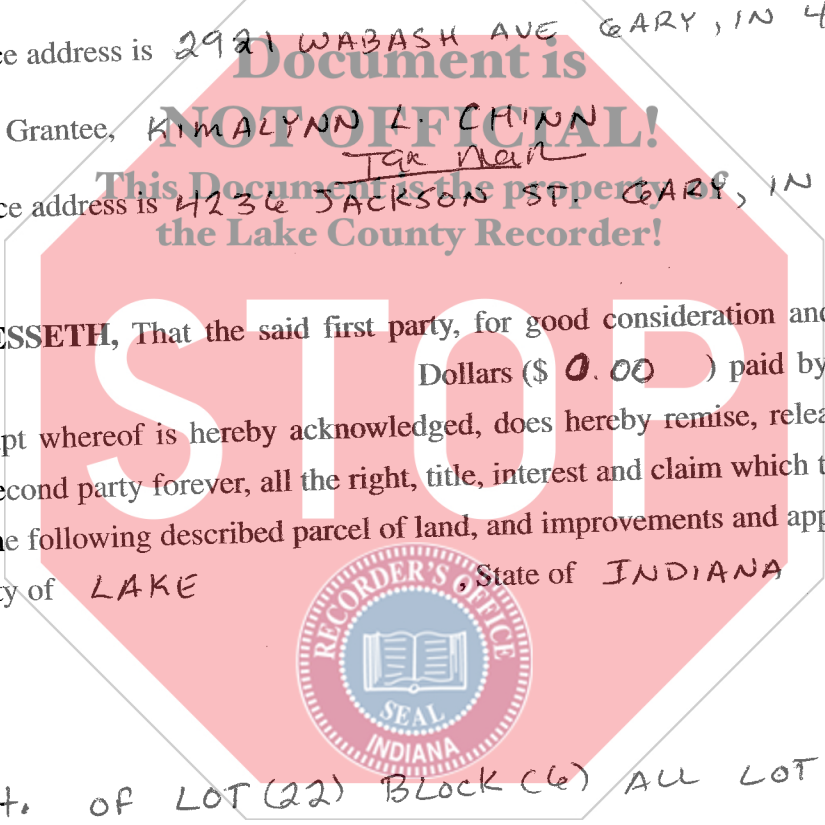 ce address is 2921 WABASH AVE GARY, IN 4
Document is
Grantee, KIMALYNN L. CHINN
NOT OFFICIAL!
Tax Mail
This Document is the property of
ce address is 4236 JACKSON ST. GARY, IN
the Lake County Recorder!
ESSETH, That the said first party, for good consideration and
Dollars ($ 0.00 ) paid by
pt whereof is hereby acknowledged, does hereby remise, relea
econd party forever, all the right, title, interest and claim which t
e following described parcel of land, and improvements and app
ty of LAKE , State of INDIANA
STOP
RECORDER'S OFFICE
SEAL
INDIANA
t. OF LOT (22) BLOCK (6) ALL LOT